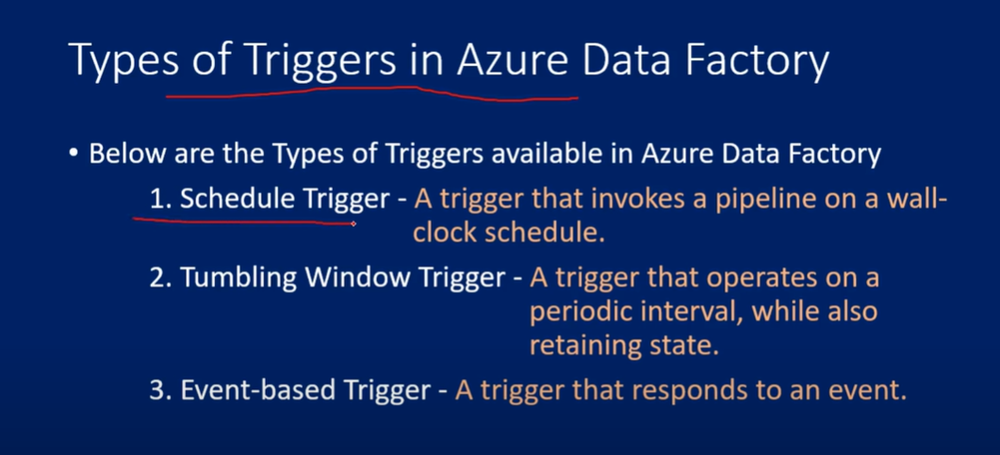 Types of Triggers in Azure Data Factory
• Below are the Types of Triggers available in Azure Data Factory
1. Schedule Trigger - A trigger that invokes a pipeline on a wall-
clock schedule.
2. Tumbling Window Trigger - A trigger that operates on a
periodic interval, while also
retaining state.
3. Event-based Trigger - A trigger that responds to an event.